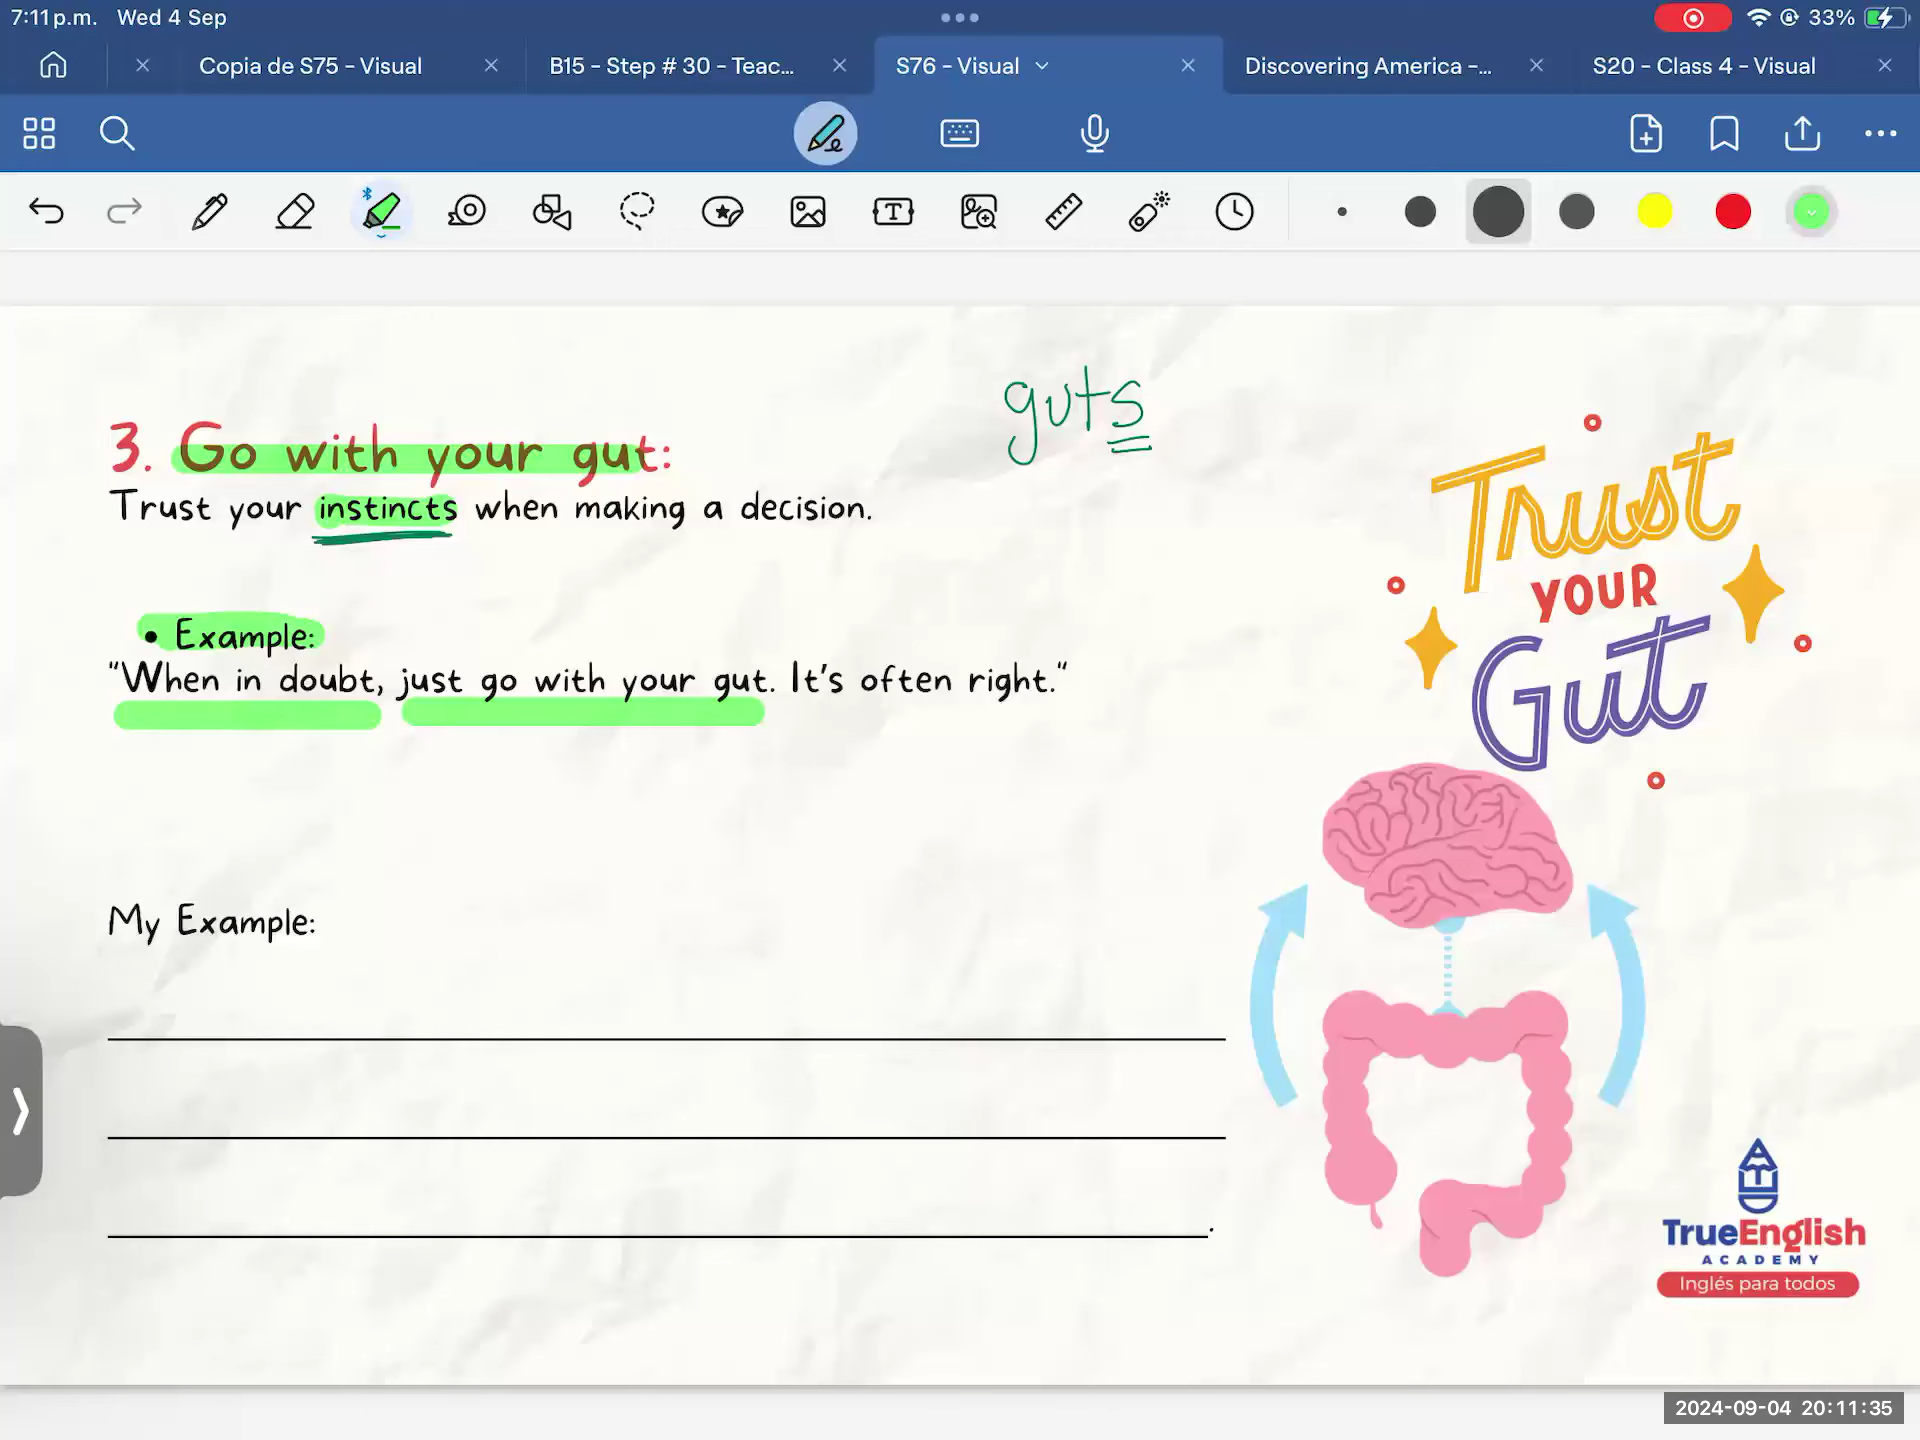 7:11 p.m. Wed 4 Sep
33%
Copia de S75 - Visual
B15 - Step # 30 - Teac...
S76 - Visual
Discovering America -...
S20 - Class 4 - Visual
guts
3. Go with your gut:
Trust your instincts when making a decision.
• Example:
"When in doubt, just go with your gut. It's often right."
My Example:
.
Trust
YOUR
Gut
TrueEnglish
ACADEMY
Inglés para todos
2024-09-04 20:11:35